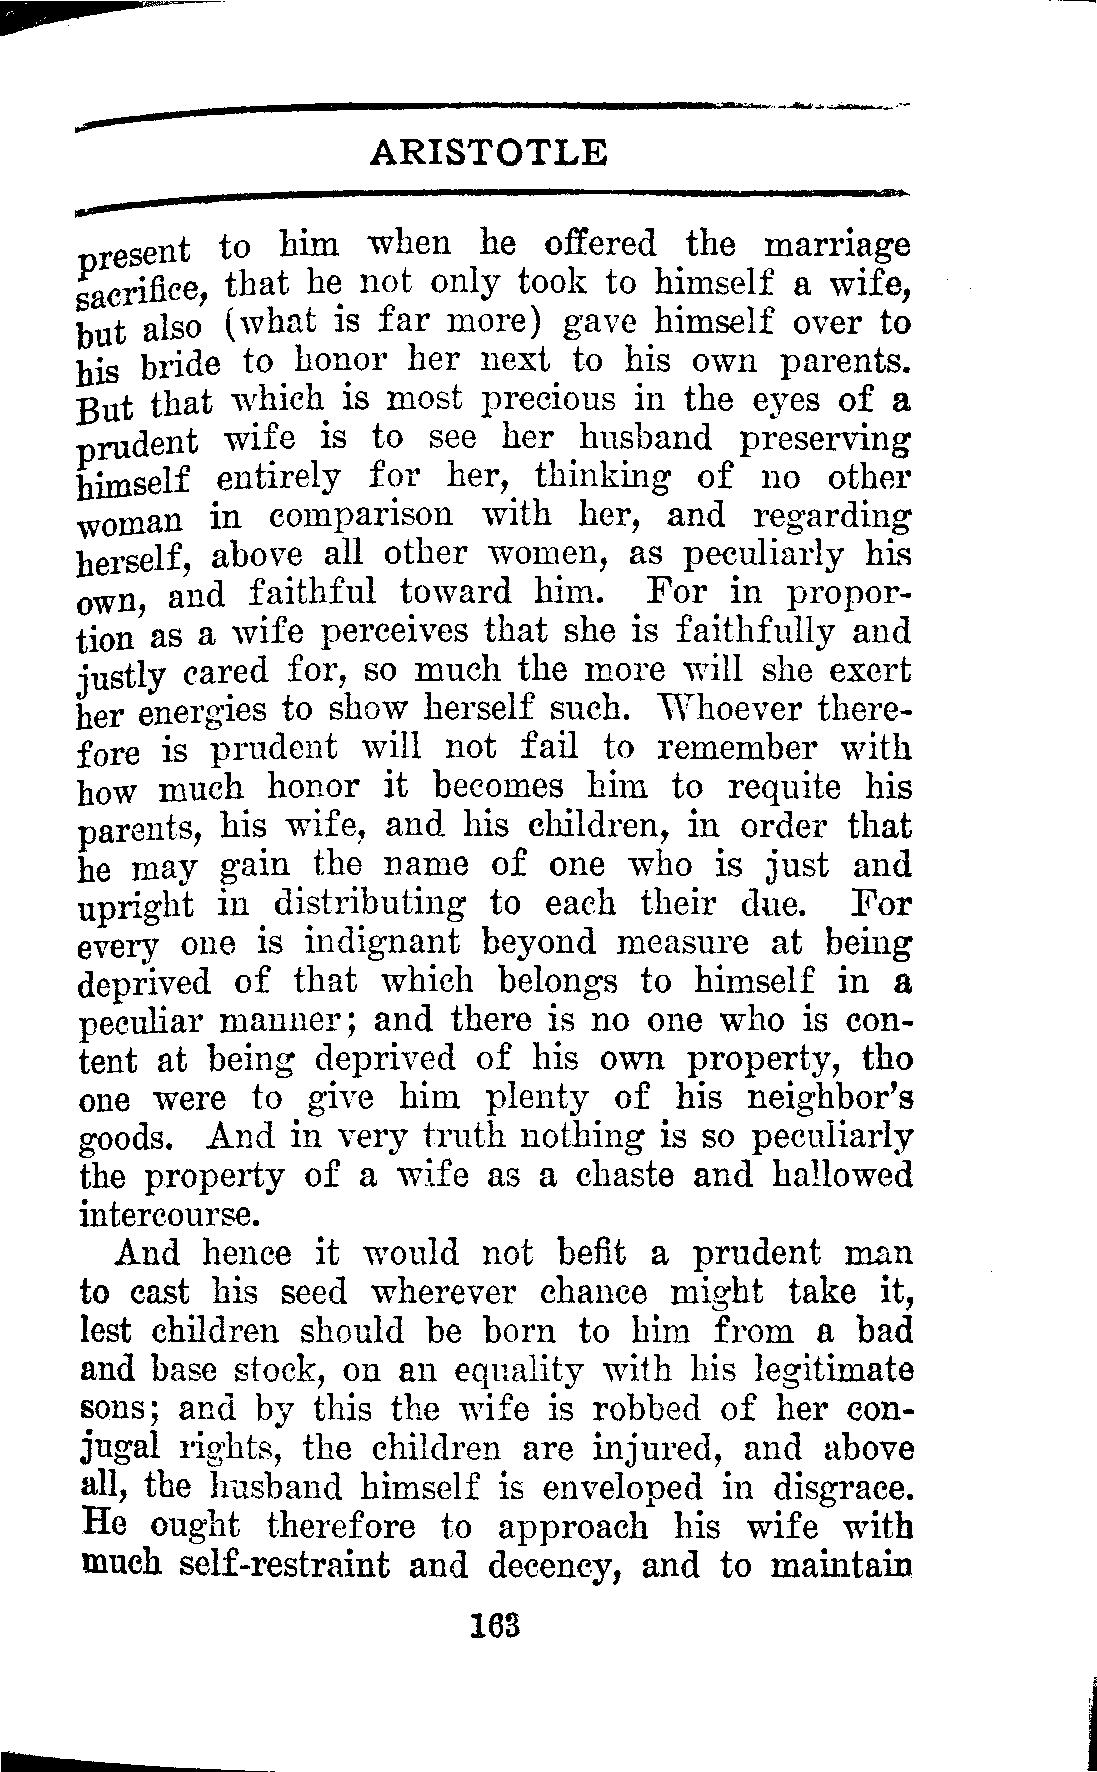 ARISTOTLE
present to him when he offered the marriage
sacrifice, that he not only took to himself a wife,
but also (what is far more) gave himself over to
his bride to honor her next to his own parents.
But that which is most precious in the eyes of a
prudent wife is to see her husband preserving
himself entirely for her, thinking of no other
woman in comparison with her, and regarding
herself, above all other women, as peculiarly his
own, and faithful toward him. For in propor-
tion as a wife perceives that she is faithfully and
justly cared for, so much the more will she exert
her energies to show herself such. Whoever there-
fore is prudent will not fail to remember with
how much honor it becomes him to requite his
parents, his wife, and his children, in order that
he may gain the name of one who is just and
upright in distributing to each their due. For
every one is indignant beyond measure at being
deprived of that which belongs to himself in a
peculiar manner; and there is no one who is con-
tent at being deprived of his own property, tho
one were to give him plenty of his neighbor's
goods. And in very truth nothing is so peculiarly
the property of a wife as a chaste and hallowed
intercourse.
And hence it would not befit a prudent man
to cast his seed wherever chance might take it,
lest children should be born to him from a bad
and base stock, on an equality with his legitimate
sons; and by this the wife is robbed of her con-
jugal rights, the children are injured, and above
all, the husband himself is enveloped in disgrace.
He ought therefore to approach his wife with
much self-restraint and decency, and to maintain
163